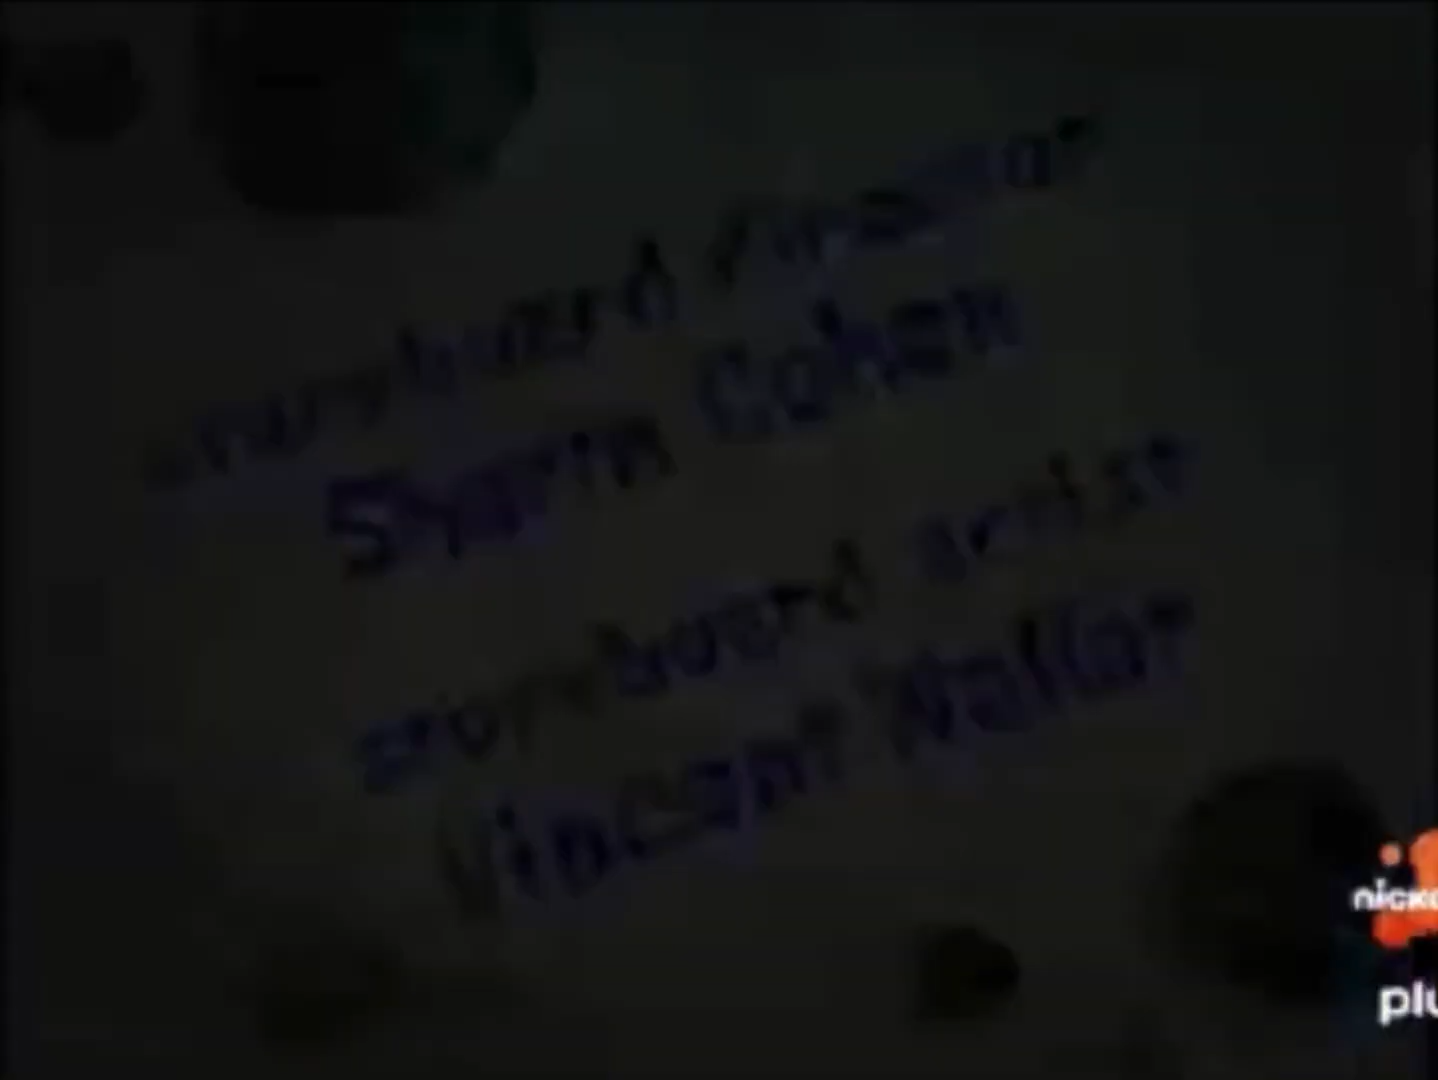 storyboard director
Sherm Cohen
storyboard artist
Vincent Waller
nick
plu